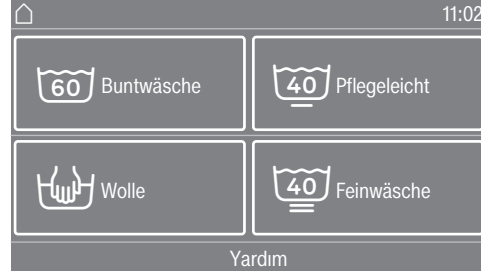 11:02
60 Buntwäsche
40 Pflegeleicht
Wolle
40 Feinwäsche
Yardım